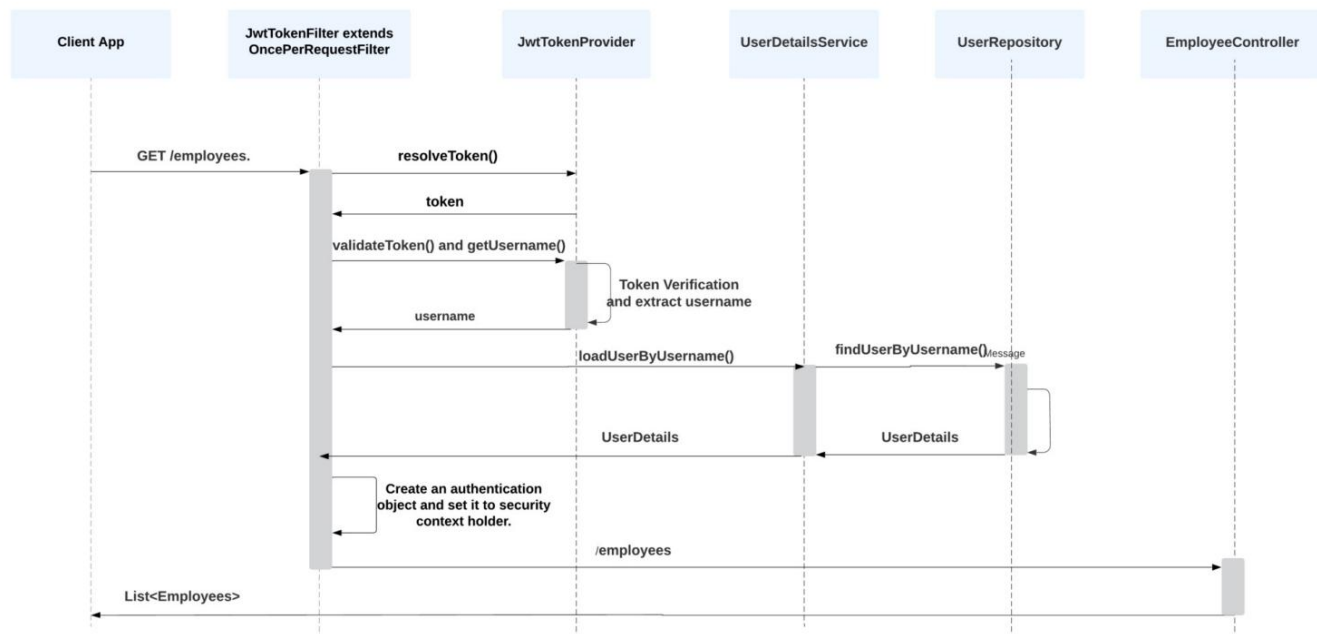 Client App
JwtTokenFilter extends
OncePerRequestFilter
JwtTokenProvider
UserDetailsService
UserRepository
EmployeeController
GET /employees.
resolveToken()
token
validateToken() and getUsername()
Token Verification
and extract username
username
loadUserByUsername()
findUserByUsername()
Message
UserDetails
UserDetails
Create an authentication
object and set it to security
context holder.
/employees
List<Employees>